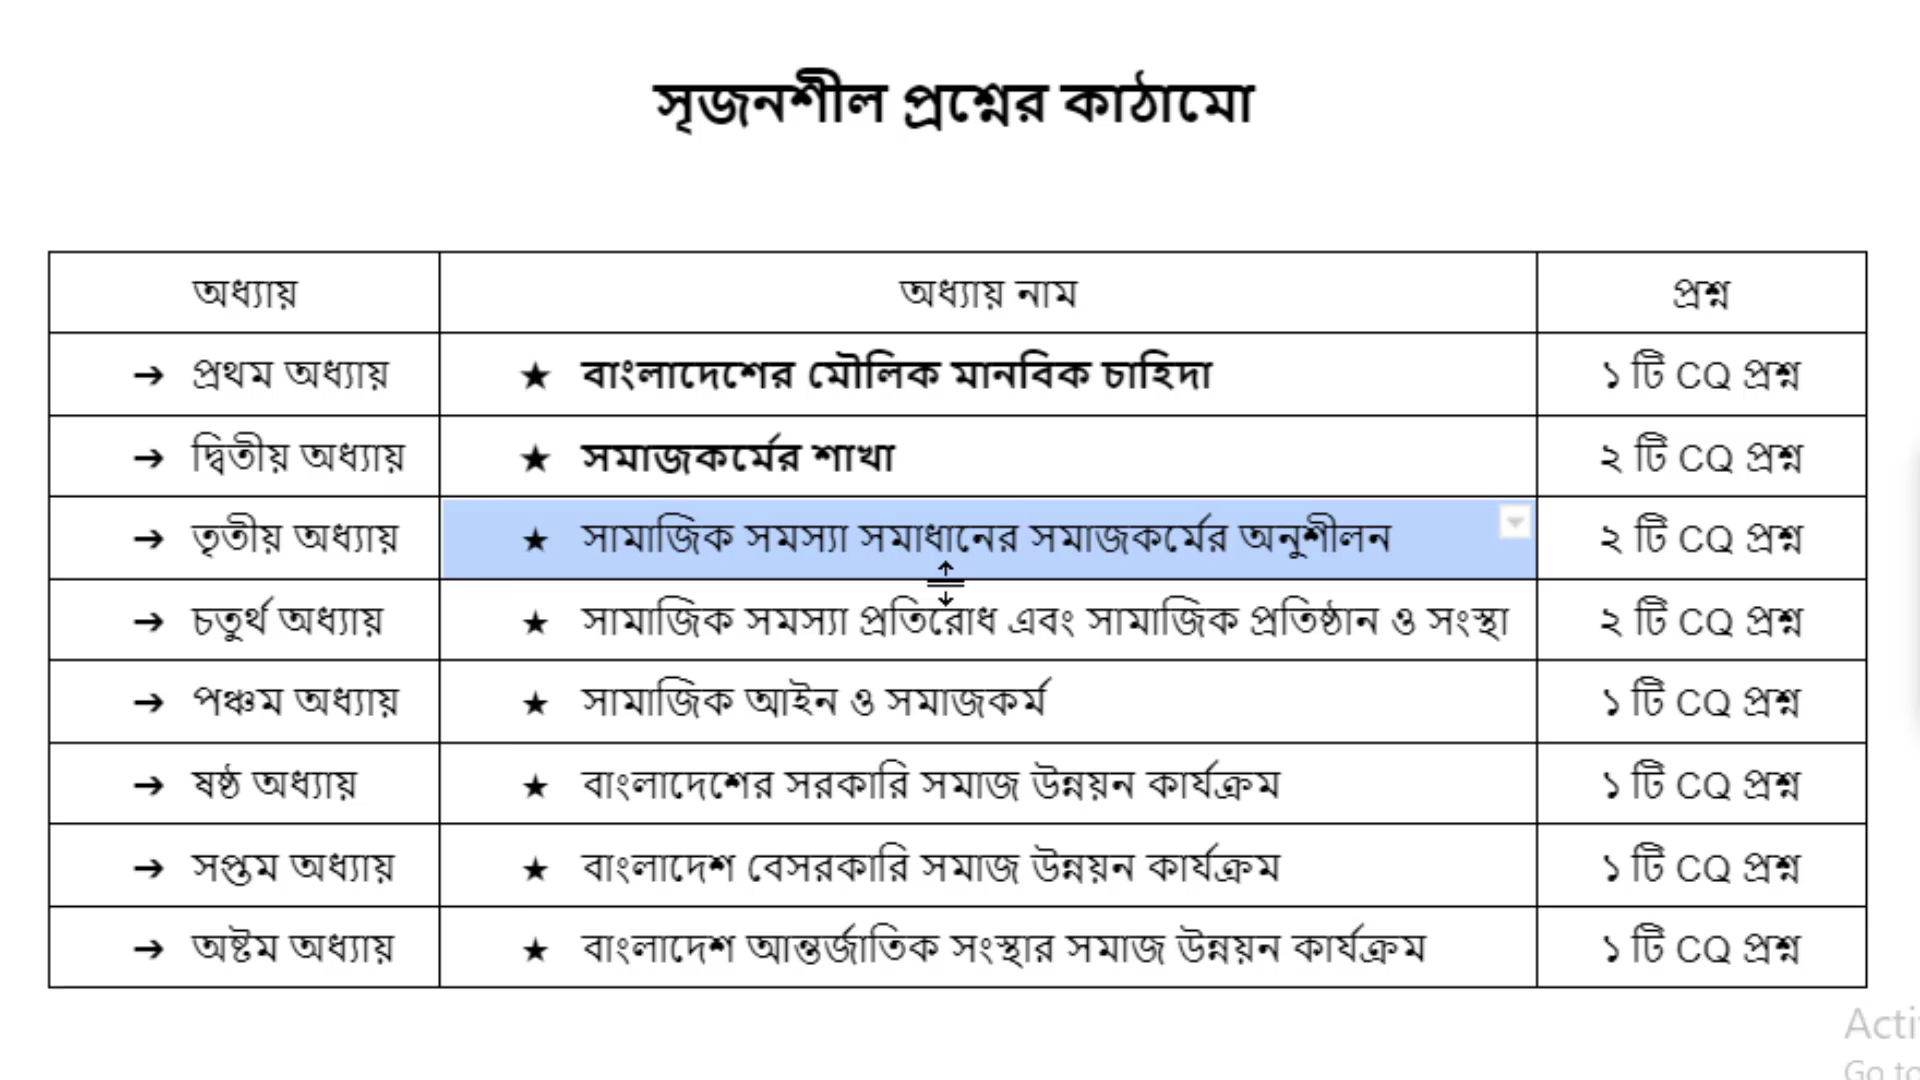 সৃজনশীল প্রশ্নের কাঠামো
অধ্যায় অধ্যায় নাম প্রশ্ন
➔ প্রথম অধ্যায় ★ বাংলাদেশের মৌলিক মানবিক চাহিদা ১ টি CQ প্রশ্ন
➔ দ্বিতীয় অধ্যায় ★ সমাজকর্মের শাখা ২ টি CQ প্রশ্ন
➔ তৃতীয় অধ্যায় ★ সামাজিক সমস্যা সমাধানের সমাজকর্মের অনুশীলন ২ টি CQ প্রশ্ন
➔ চতুর্থ অধ্যায় ★ সামাজিক সমস্যা প্রতিরোধ এবং সামাজিক প্রতিষ্ঠান ও সংস্থা ২ টি CQ প্রশ্ন
➔ পঞ্চম অধ্যায় ★ সামাজিক আইন ও সমাজকর্ম ১ টি CQ প্রশ্ন
➔ ষষ্ঠ অধ্যায় ★ বাংলাদেশের সরকারি সমাজ উন্নয়ন কার্যক্রম ১ টি CQ প্রশ্ন
➔ সপ্তম অধ্যায় ★ বাংলাদেশ বেসরকারি সমাজ উন্নয়ন কার্যক্রম ১ টি CQ প্রশ্ন
➔ অষ্টম অধ্যায় ★ বাংলাদেশ আন্তর্জাতিক সংস্থার সমাজ উন্নয়ন কার্যক্রম ১ টি CQ প্রশ্ন
Go to